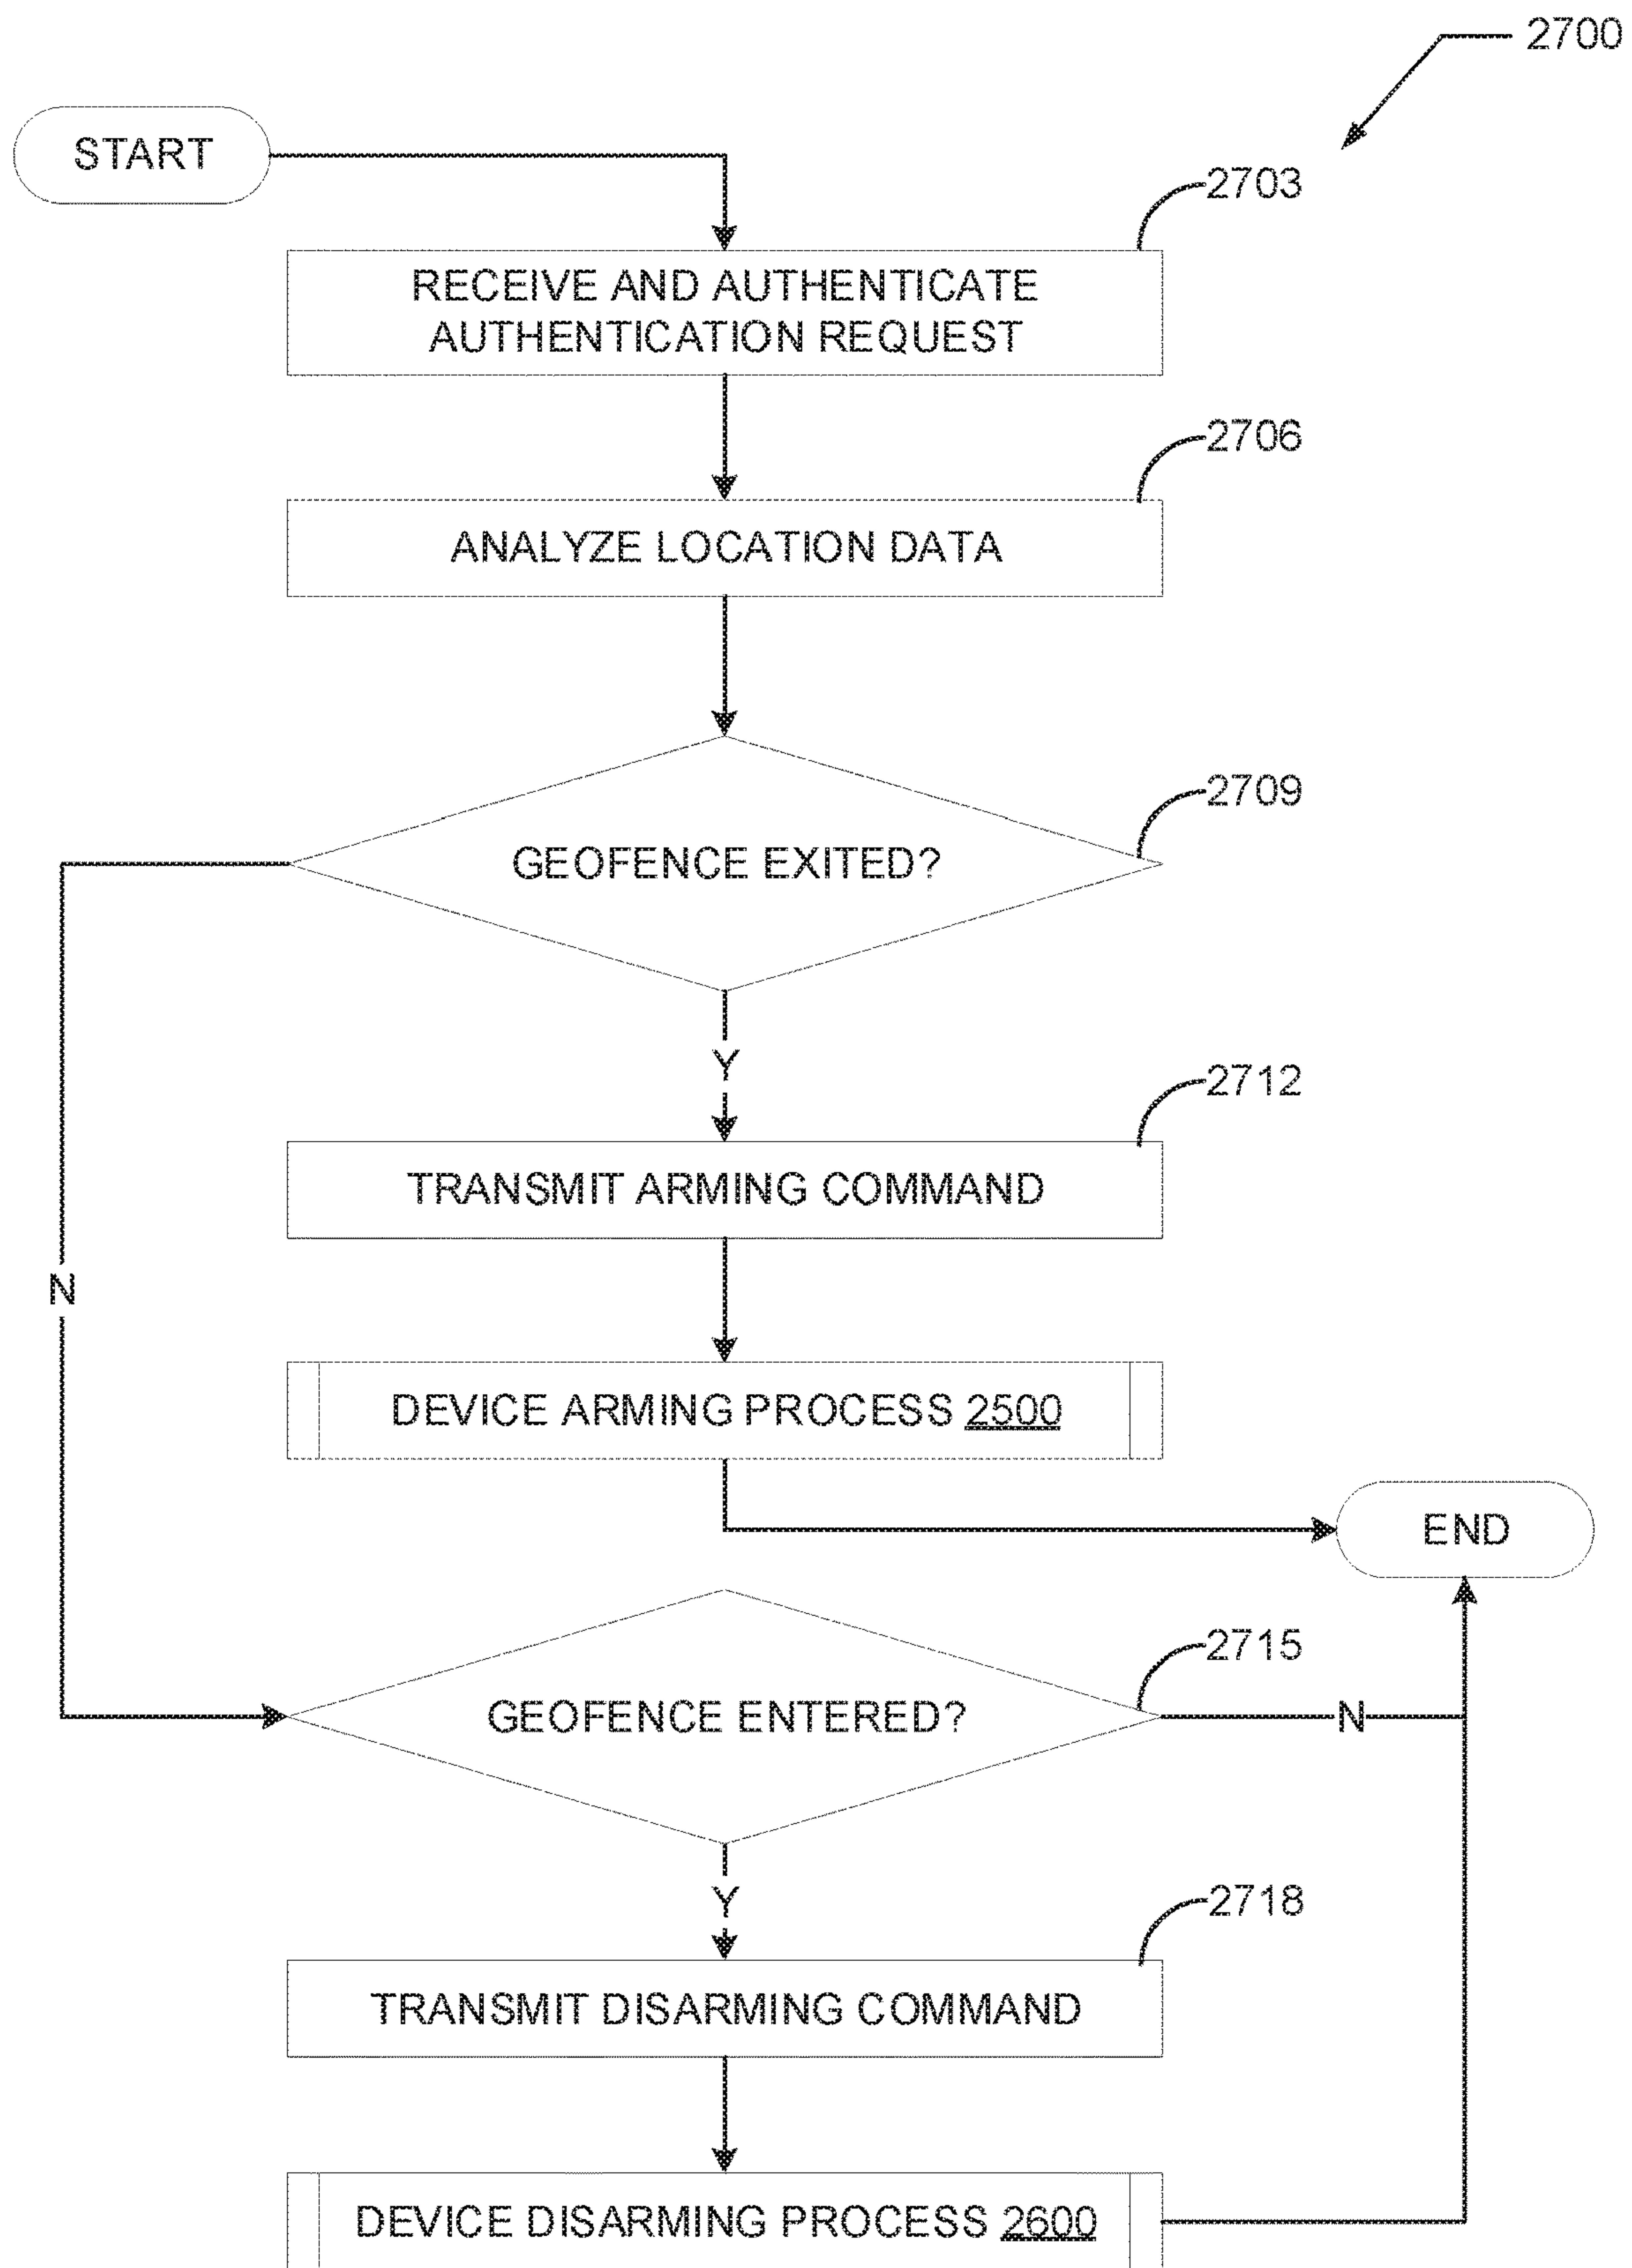 2700
START
2703
RECEIVE AND AUTHENTICATE
AUTHENTICATION REQUEST
2706
ANALYZE LOCATION DATA
2709
GEOFENCE EXITED?
Y
2712
TRANSMIT ARMING COMMAND
N
DEVICE ARMING PROCESS 2500
END
2715
GEOFENCE ENTERED?
N
Y
2718
TRANSMIT DISARMING COMMAND
DEVICE DISARMING PROCESS 2600